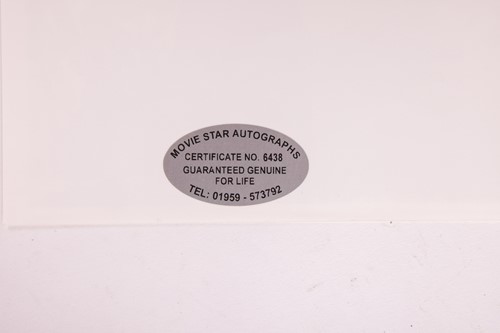 MOVIE STAR AUTOGRAPHS
CERTIFICATE NO. 6438
GUARANTEED GENUINE
FOR LIFE
TEL: 01959 - 573792